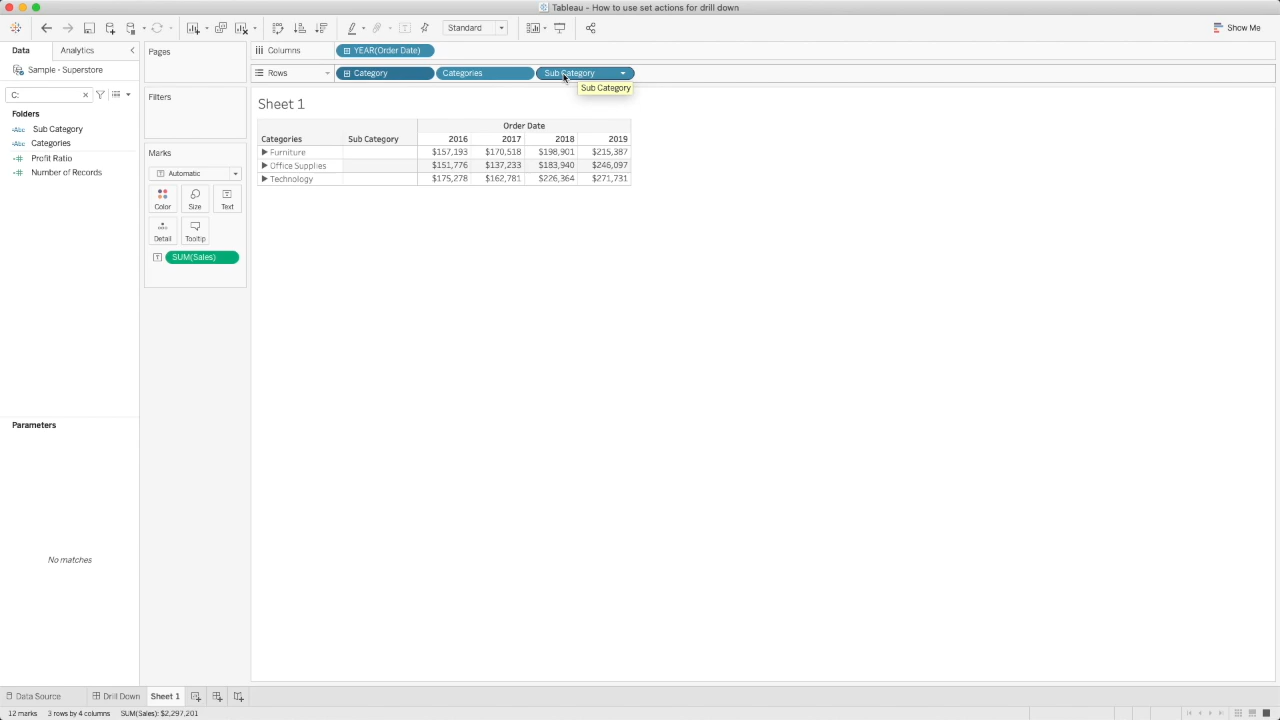 Tableau - How to use set actions for drill down
Standard
Show Me
Data
Analytics
Sample - Superstore
C:
Folders
Abc Sub Category
Abc Categories
Profit Ratio
Number of Records
Parameters
No matches
Pages
Filters
Marks
Automatic
Color
Size
Text
Detail
Tooltip
SUM(Sales)
Columns
YEAR(Order Date)
Rows
Category
Categories
Sub Category
Sub Category
Sheet 1
Order Date
Categories Sub Category 2016 2017 2018 2019
Furniture $157,193 $170,518 $198,901 $215,387
Office Supplies $151,776 $137,233 $183,940 $246,097
Technology $175,278 $162,781 $226,364 $271,731
Data Source
Drill Down
Sheet 1
12 marks 3 rows by 4 columns SUM(Sales): $2,297,201